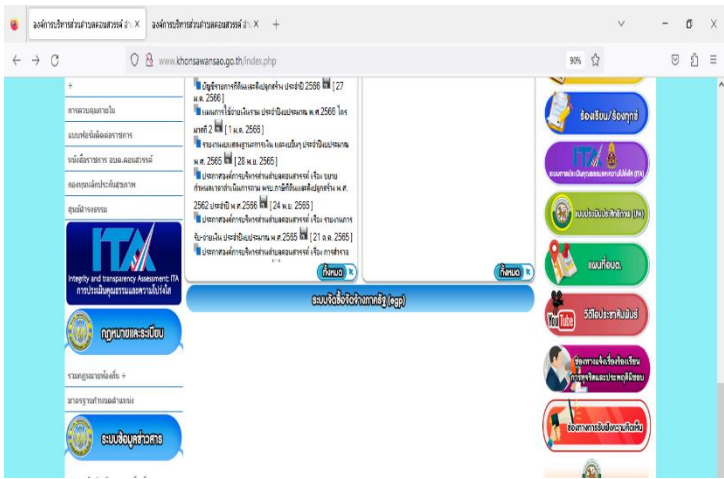 องค์การบริหารส่วนตำบลคอนสวรรค์ อำ
องค์การบริหารส่วนตำบลคอนสวรรค์ อำ
www.khonsawansao.go.th/index.php
90%
+
การควบคุมภายใน
แบบฟอร์มติดต่อราชการ
หนังสือราชการ อบต.คอนสวรรค์
กองทุนหลักประกันสุขภาพ
ศูนย์ดำรงธรรม
ITA
Integrity and transparency Assessment: ITA
การประเมินคุณธรรมและความโปร่งใส
กฎหมายและระเบียบ
รวมกฎหมายท้องถิ่น +
มาตรฐานกำหนดตำแหน่ง
ระบบข้อมูลข่าวสาร
บัญชีรายการที่ดินและสิ่งปลูกสร้าง ประจำปี 2566 [ 27
ม.ค. 2566 ]
แผนการใช้จ่ายเงินรวม ประจำปีงบประมาณ พ.ศ.2566 ไตร
มาสที่ 2 [ 1 ม.ค. 2566 ]
รายงานงบแสดงฐานะการเงิน และงบอื่นๆ ประจำปีงบประมาณ
พ.ศ. 2565 [ 28 พ.ย. 2565 ]
ประกาศองค์การบริหารส่วนตำบลคอนสวรรค์ เรื่อง ขยาย
กำหนดเวลาดำเนินการตาม พรบ.ภาษีที่ดินและสิ่งปลูกสร้าง พ.ศ.
2562 ประจำปี พ.ศ.2566 [ 24 พ.ย. 2565 ]
ประกาศองค์การบริหารส่วนตำบลคอนสวรรค์ เรื่อง รายงานการ
รับ-จ่ายเงิน ประจำปีงบประมาณ พ.ศ.2565 [ 21 ต.ค. 2565 ]
ประกาศองค์การบริหารส่วนตำบลคอนสวรรค์ เรื่อง การสำรวจ
ทั้งหมด
ทั้งหมด
ระบบจัดซื้อจัดจ้างภาครัฐ (egp)
ร้องเรียน/ร้องทุกข์
ITA
ระบบการประเมินคุณธรรมและความโปร่งใส (ITA)
แบบประเมินประสิทธิภาพ (LPA)
แผนที่อบต.
You Tube
วิดีโอประชาสัมพันธ์
ช่องทางแจ้งเรื่องร้องเรียน
การทุจริตและประพฤติมิชอบ
ช่องทางการรับฟังความคิดเห็น